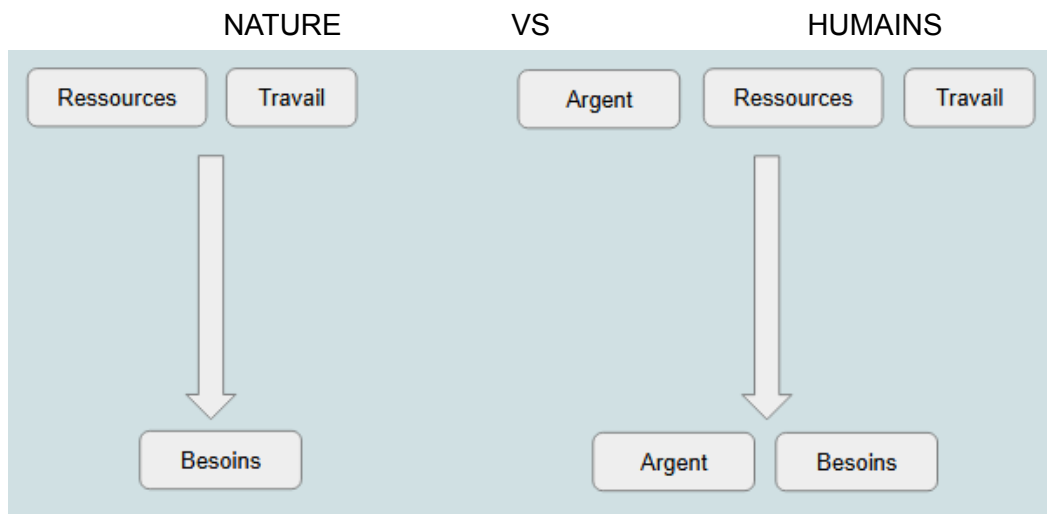 NATURE VS HUMAINS
Ressources Travail Argent Ressources Travail
Besoins Argent Besoins